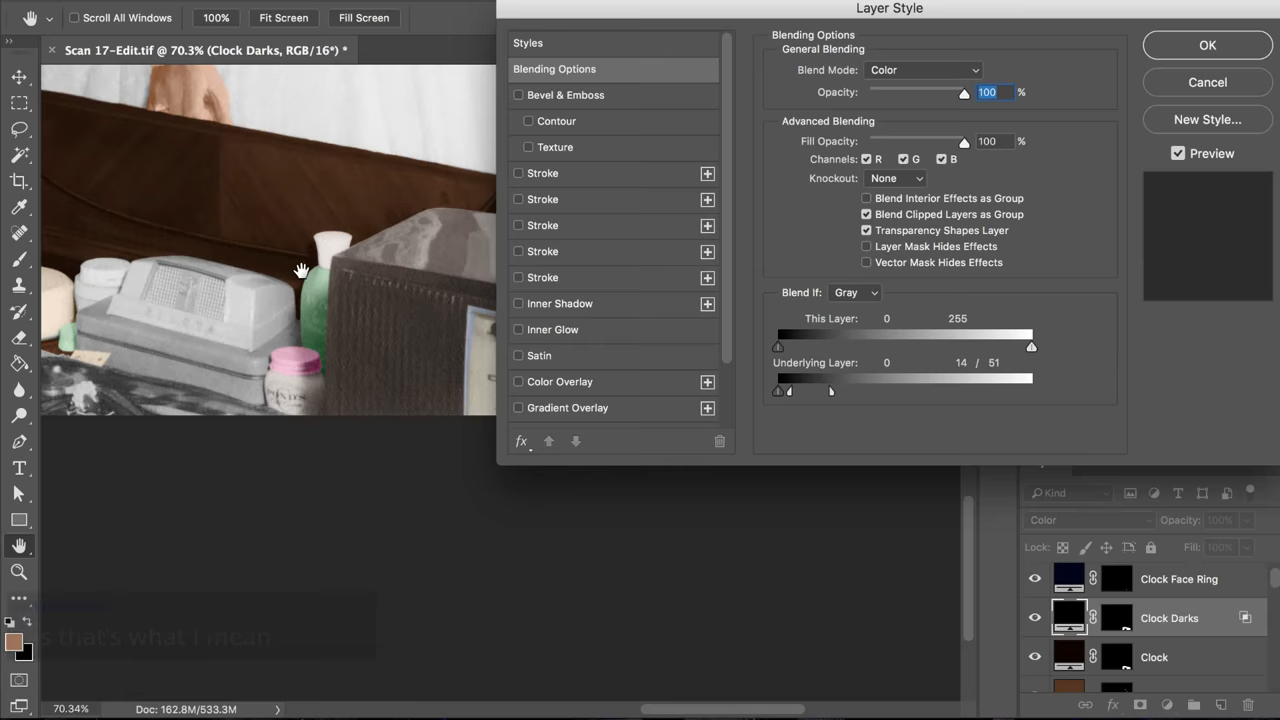 Scroll All Windows 100% Fit Screen Fill Screen
Layer Style
Scan 17-Edit.tif @ 70.3% (Clock Darks, RGB/16*) *
Styles
Blending Options
Bevel & Emboss
Contour
Texture
Stroke
Stroke
Stroke
Stroke
Stroke
Inner Shadow
Inner Glow
Satin
Color Overlay
Gradient Overlay
fx
Blending Options
General Blending
Blend Mode: Color
Opacity: 100 %
Advanced Blending
Fill Opacity: 100 %
Channels: R G B
Knockout: None
Blend Interior Effects as Group
Blend Clipped Layers as Group
Transparency Shapes Layer
Layer Mask Hides Effects
Vector Mask Hides Effects
Blend If: Gray
This Layer: 0 255
Underlying Layer: 0 14 / 51
OK
Cancel
New Style...
Preview
POND'S
Kind
Color Opacity: 100%
Lock: Fill: 100%
Clock Face Ring
Clock Darks
Clock
fx
s that's what I mean
70.34% Doc: 162.8M/533.3M